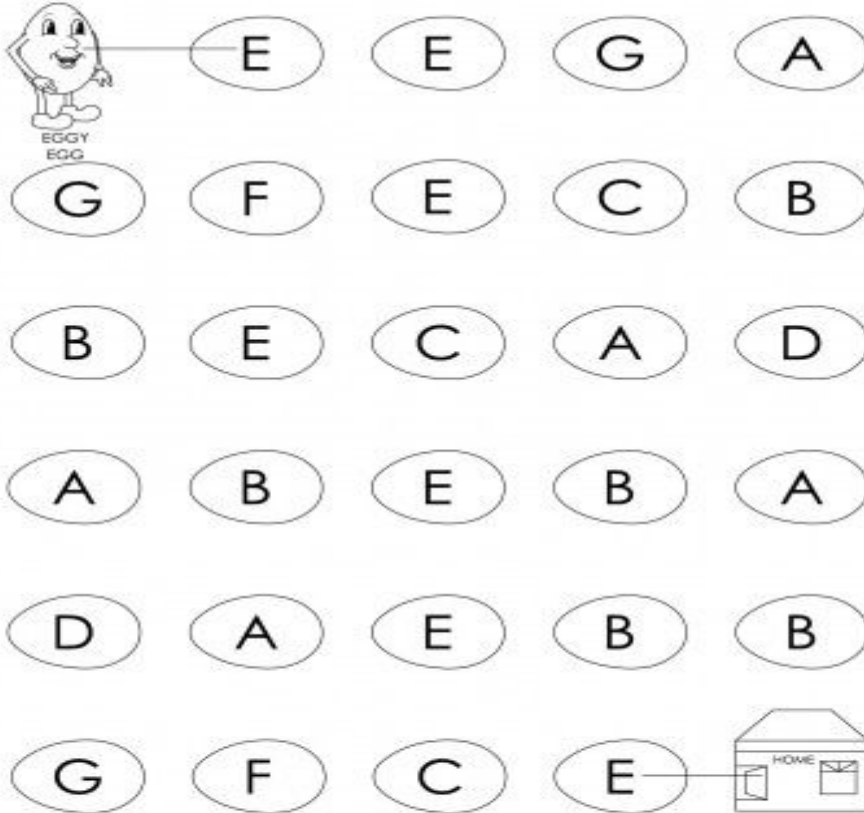 E E G A
EGGY
EGG
G F E C B
B E C A D
A B E B A
D A E B B
G F C E
HOME